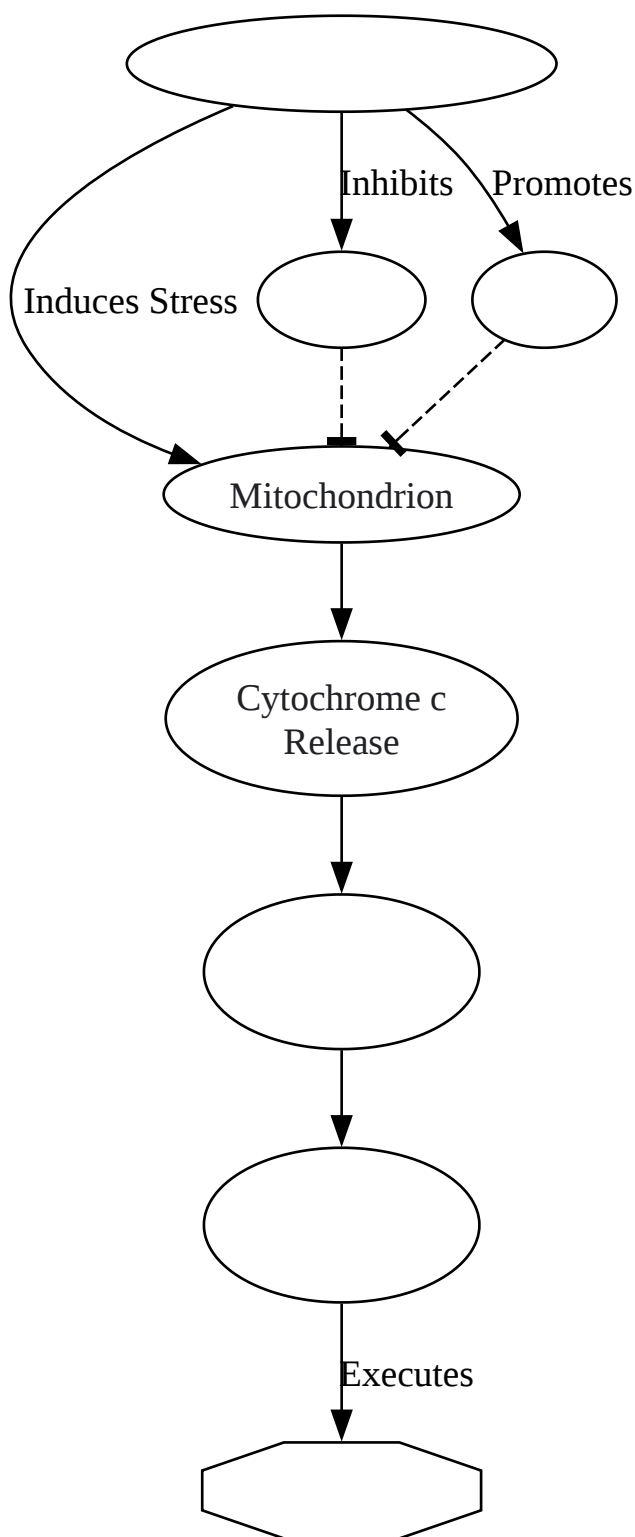 Inhibits
Promotes
Induces Stress
Mitochondrion
Cytochrome c
Release
Executes